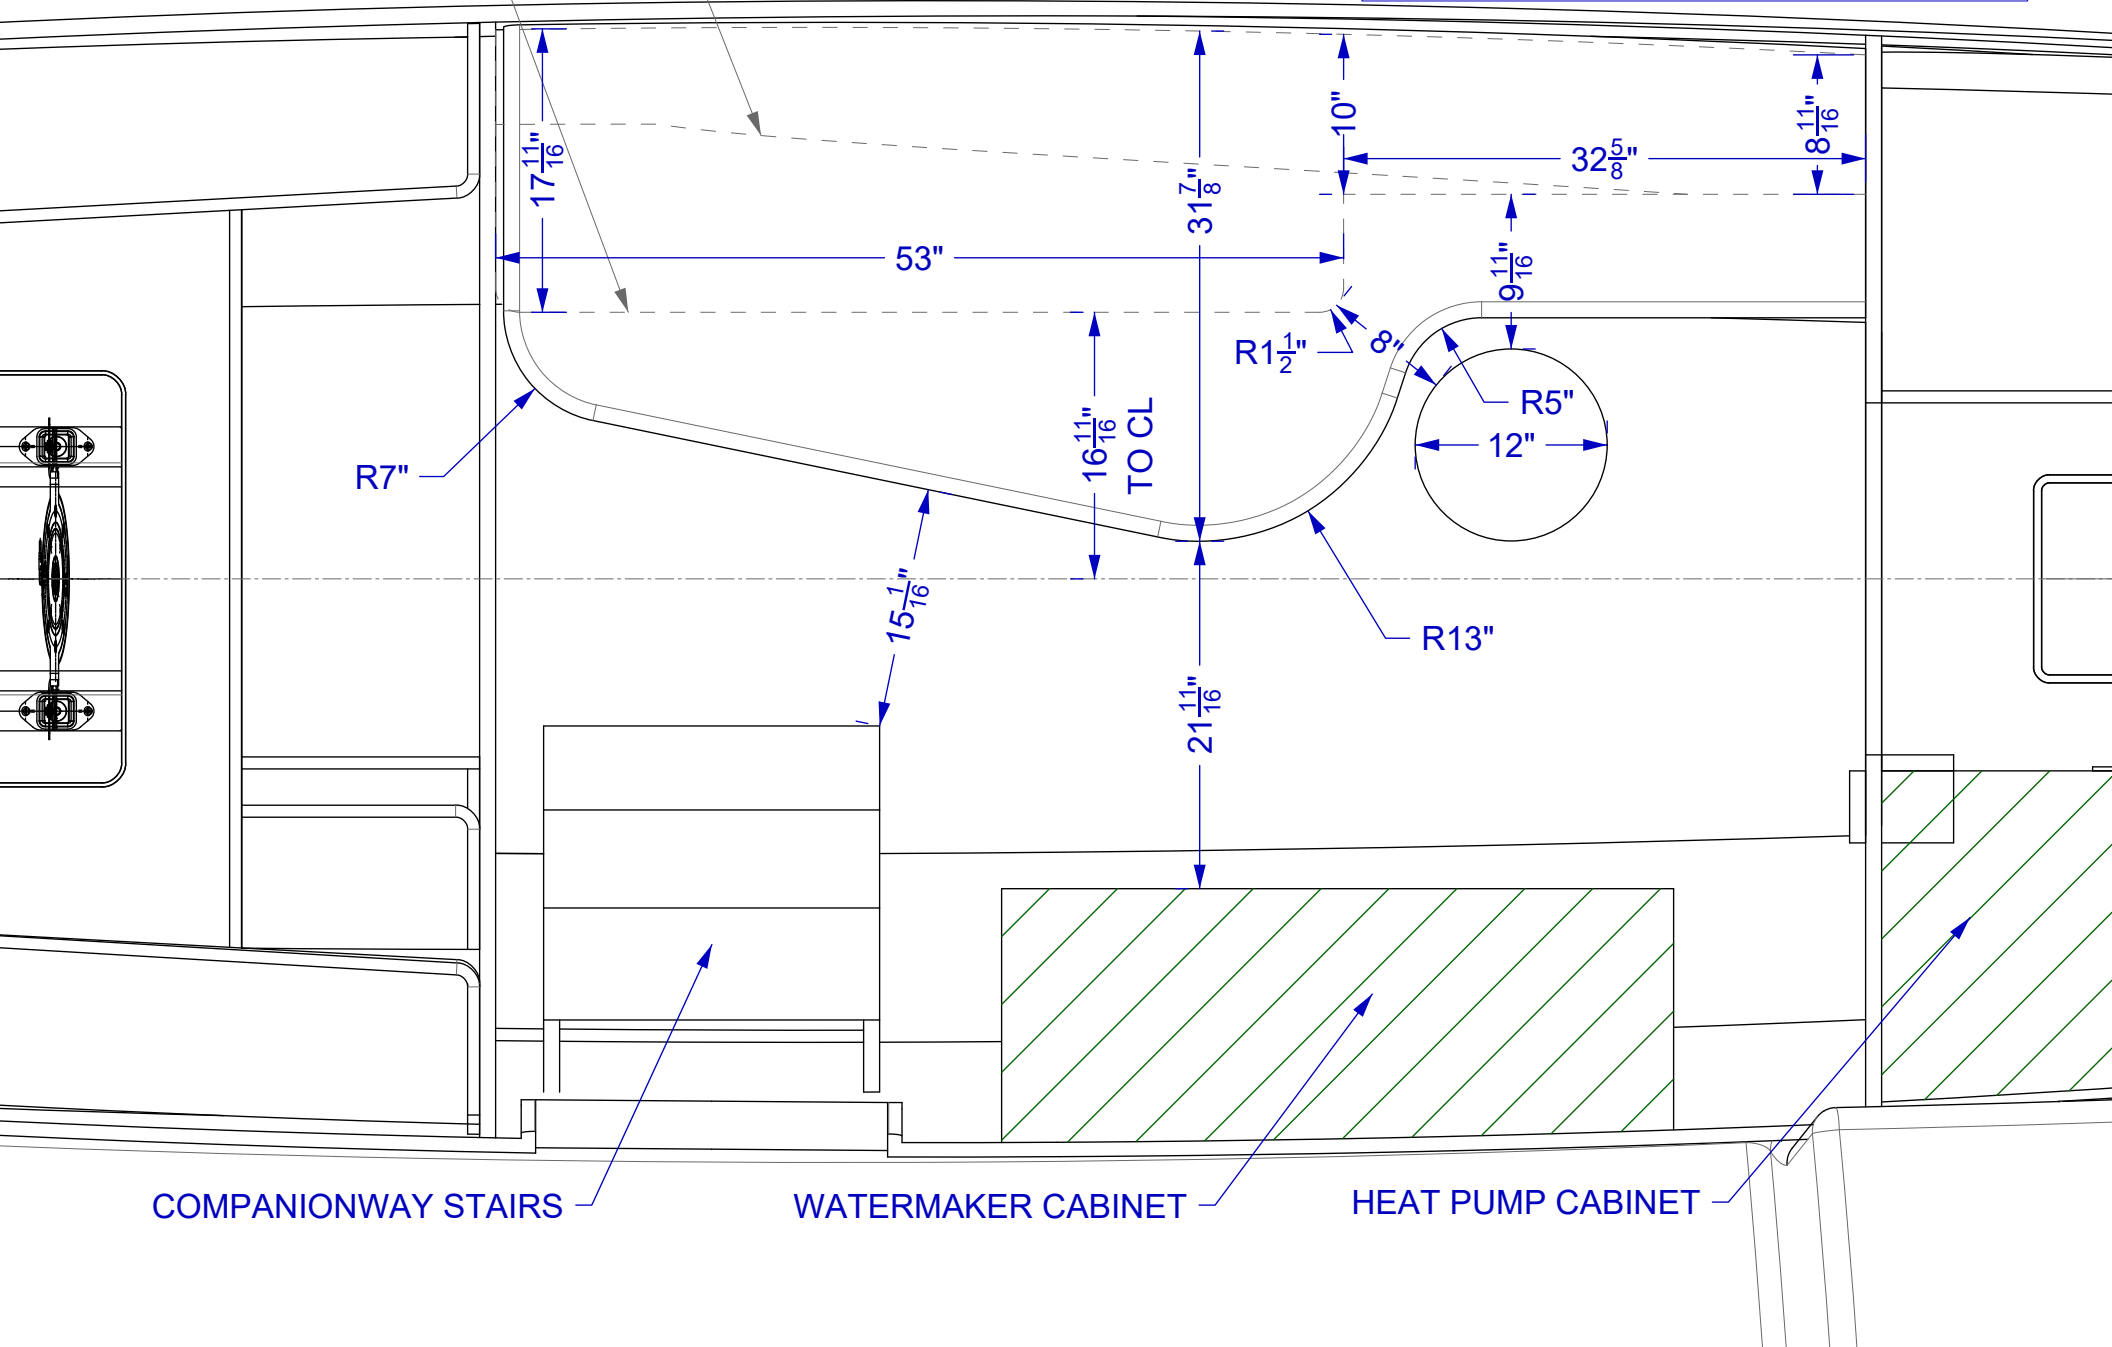 17 11/16"
31 7/8"
10"
32 5/8"
8 11/16"
53"
9 11/16"
R1 1/2"
8"
R5"
12"
16 11/16"
TO CL
R7"
15 1/16"
R13"
21 11/16"
COMPANIONWAY STAIRS
WATERMAKER CABINET
HEAT PUMP CABINET